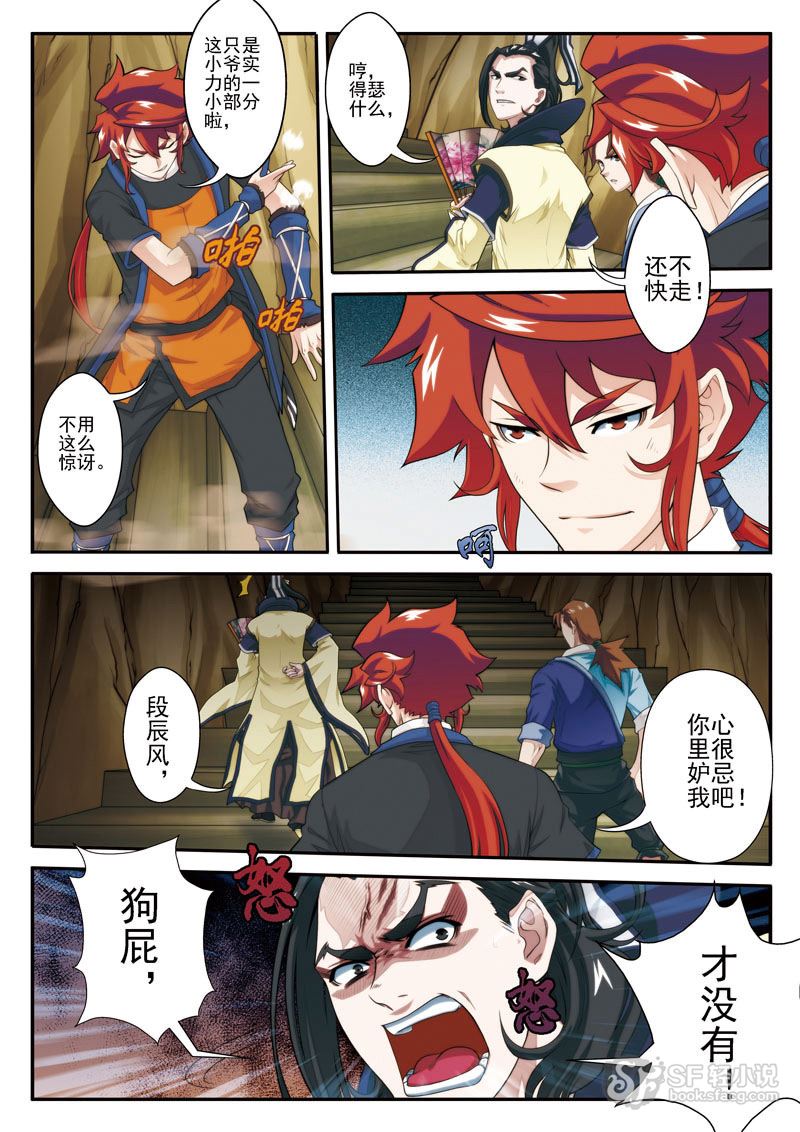 这只是
小爷实
力的一
小部分
啦，
不用
这么
惊讶。
啪
啪
哼，
得瑟
什么，
还不
快走！
呵
段
辰
风，
你心
里很
妒忌
我吧！
怒
怒
狗屁，
才没有！
SF轻小说
book.sfacg.com